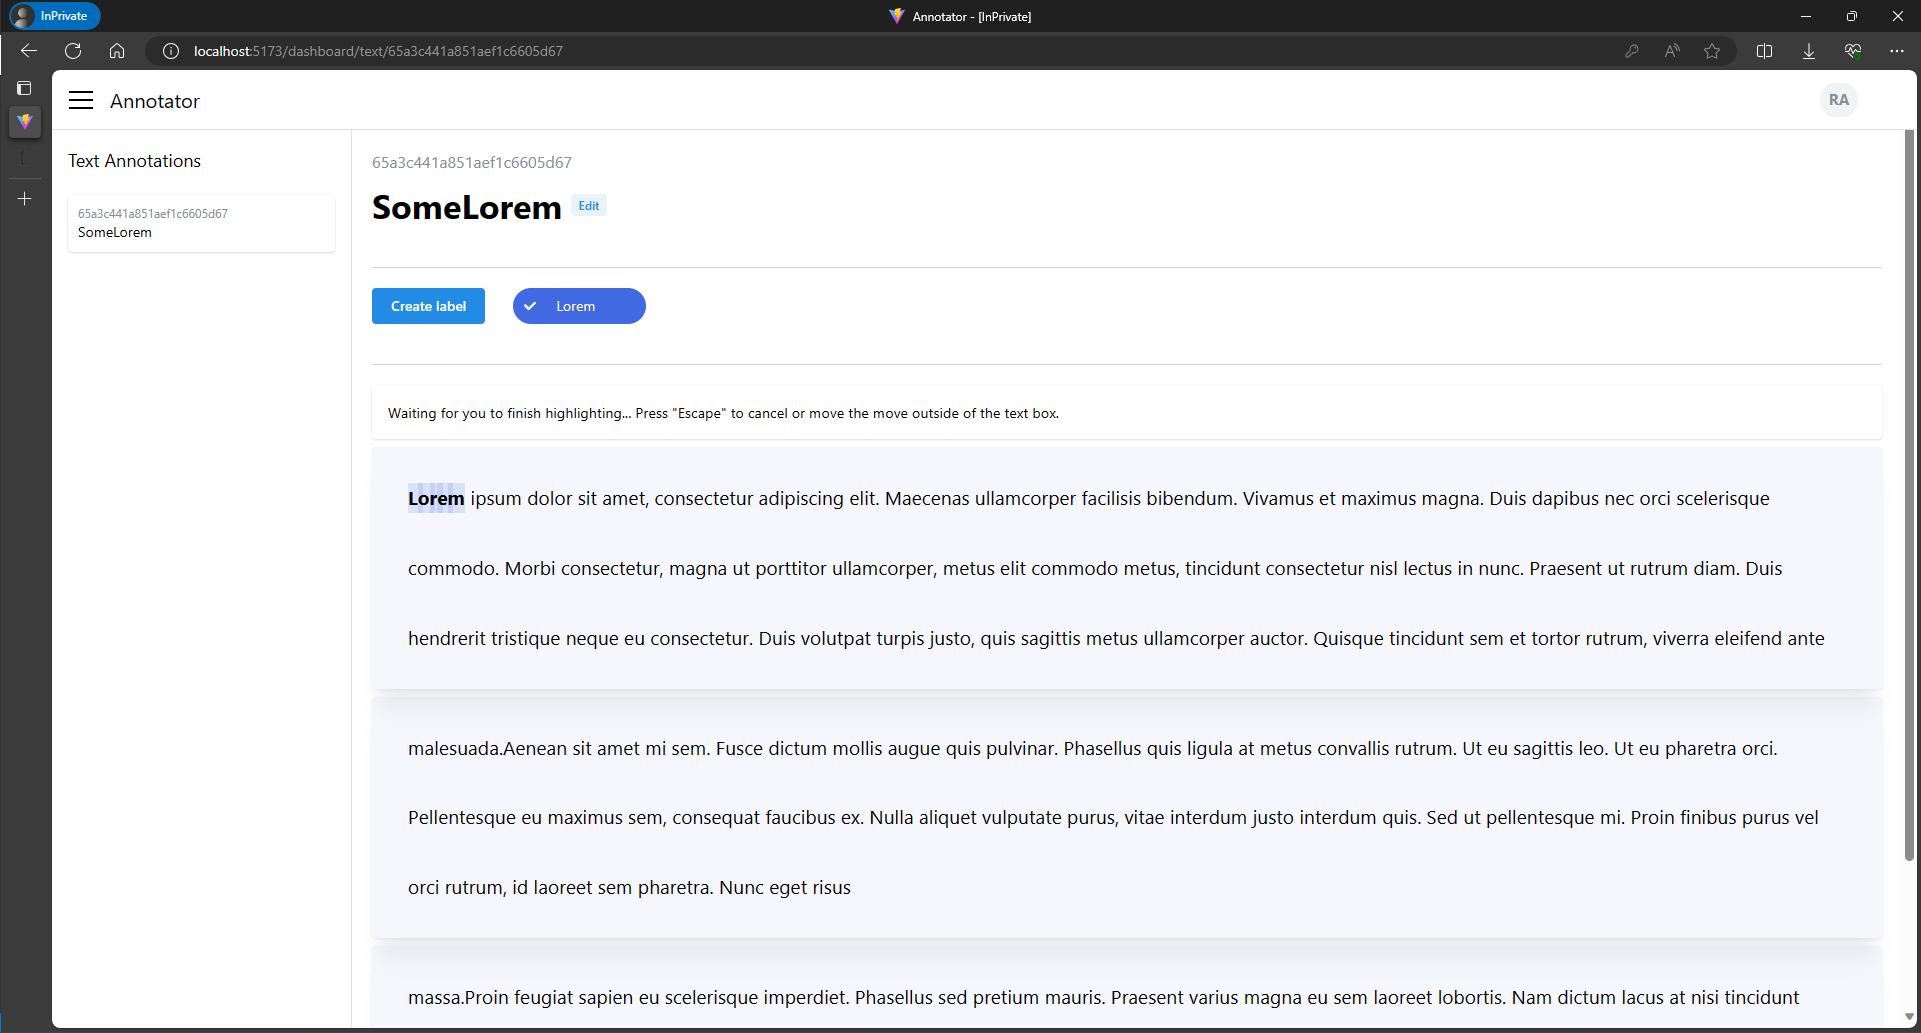 InPrivate
Annotator - [InPrivate]
localhost:5173/dashboard/text/65a3c441a851aef1c6605d67
Annotator
RA
Text Annotations
65a3c441a851aef1c6605d67
SomeLorem
65a3c441a851aef1c6605d67
SomeLorem Edit
Create label
Lorem
Waiting for you to finish highlighting... Press "Escape" to cancel or move the move outside of the text box.
Lorem ipsum dolor sit amet, consectetur adipiscing elit. Maecenas ullamcorper facilisis bibendum. Vivamus et maximus magna. Duis dapibus nec orci scelerisque
commodo. Morbi consectetur, magna ut porttitor ullamcorper, metus elit commodo metus, tincidunt consectetur nisl lectus in nunc. Praesent ut rutrum diam. Duis
hendrerit tristique neque eu consectetur. Duis volutpat turpis justo, quis sagittis metus ullamcorper auctor. Quisque tincidunt sem et tortor rutrum, viverra eleifend ante
malesuada.Aenean sit amet mi sem. Fusce dictum mollis augue quis pulvinar. Phasellus quis ligula at metus convallis rutrum. Ut eu sagittis leo. Ut eu pharetra orci.
Pellentesque eu maximus sem, consequat faucibus ex. Nulla aliquet vulputate purus, vitae interdum justo interdum quis. Sed ut pellentesque mi. Proin finibus purus vel
orci rutrum, id laoreet sem pharetra. Nunc eget risus
massa.Proin feugiat sapien eu scelerisque imperdiet. Phasellus sed pretium mauris. Praesent varius magna eu sem laoreet lobortis. Nam dictum lacus at nisi tincidunt